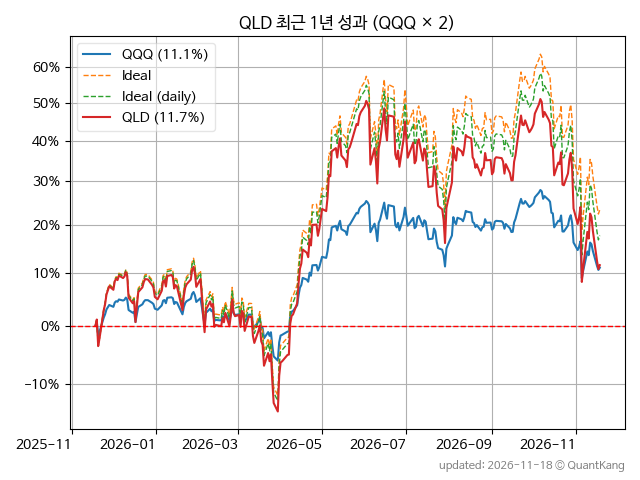 QLD 최근 1년 성과 (QQQ × 2)
QQQ (11.1%)
Ideal
Ideal (daily)
QLD (11.7%)
60%
50%
40%
30%
20%
10%
0%
−10%
2025-11
2026-01
2026-03
2026-05
2026-07
2026-09
2026-11
updated: 2026-11-18 © QuantKang